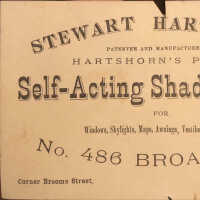 STEWART HAR
PATENTEE AND MANUFACTURE
HARTSHORN'S P
Self-Acting Shad
FOR
Windows, Skylights, Maps, Awnings, Vestib
No. 486 BROA
Corner Broome Street,